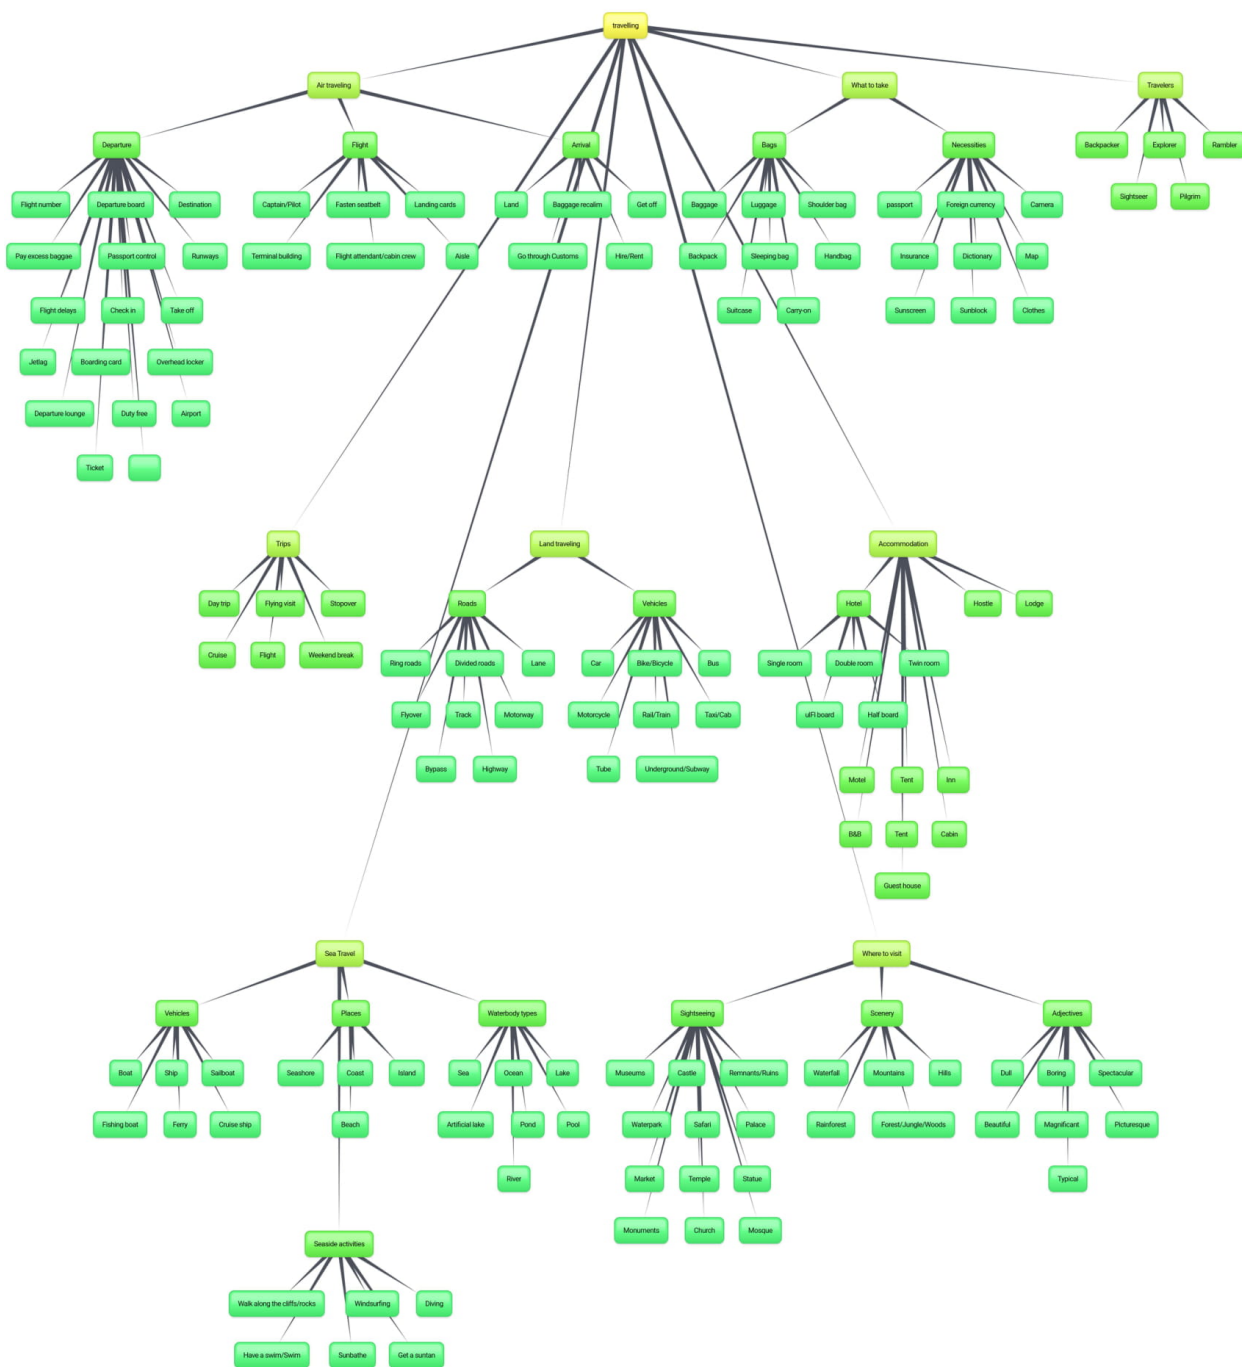 travelling
Air traveling
What to take
Travelers
Departure
Flight
Arrival
Bags
Necessities
Backpacker
Explorer
Rambler
Flight number
Departure board
Destination
Captain/Pilot
Fasten seatbelt
Landing cards
Land
Baggage recalim
Get off
Baggage
Luggage
Shoulder bag
passport
Foreign currency
Camera
Sightseer
Pilgrim
Pay excess baggae
Passport control
Runways
Terminal building
Flight attendant/cabin crew
Aisle
Go through Customs
Hire/Rent
Backpack
Sleeping bag
Handbag
Insurance
Dictionary
Map
Flight delays
Check in
Take off
Suitcase
Carry-on
Sunscreen
Sunblock
Clothes
Jetlag
Boarding card
Overhead locker
Departure lounge
Duty free
Airport
Ticket
Trips
Land traveling
Accommodation
Day trip
Flying visit
Stopover
Roads
Vehicles
Hotel
Hostle
Lodge
Cruise
Flight
Weekend break
Ring roads
Divided roads
Lane
Car
Bike/Bicycle
Bus
Single room
Double room
Twin room
Flyover
Track
Motorway
Motorcycle
Rail/Train
Taxi/Cab
ulFl board
Half board
Bypass
Highway
Tube
Underground/Subway
Motel
Tent
Inn
B&B
Tent
Cabin
Guest house
Sea Travel
Where to visit
Vehicles
Places
Waterbody types
Sightseeing
Scenery
Adjectives
Boat
Ship
Sailboat
Seashore
Coast
Island
Sea
Ocean
Lake
Museums
Castle
Remnants/Ruins
Waterfall
Mountains
Hills
Dull
Boring
Spectacular
Fishing boat
Ferry
Cruise ship
Beach
Artificial lake
Pond
Pool
Waterpark
Safari
Palace
Rainforest
Forest/Jungle/Woods
Beautiful
Magnificant
Picturesque
River
Market
Temple
Statue
Typical
Monuments
Church
Mosque
Seaside activities
Walk along the cliffs/rocks
Windsurfing
Diving
Have a swim/Swim
Sunbathe
Get a suntan